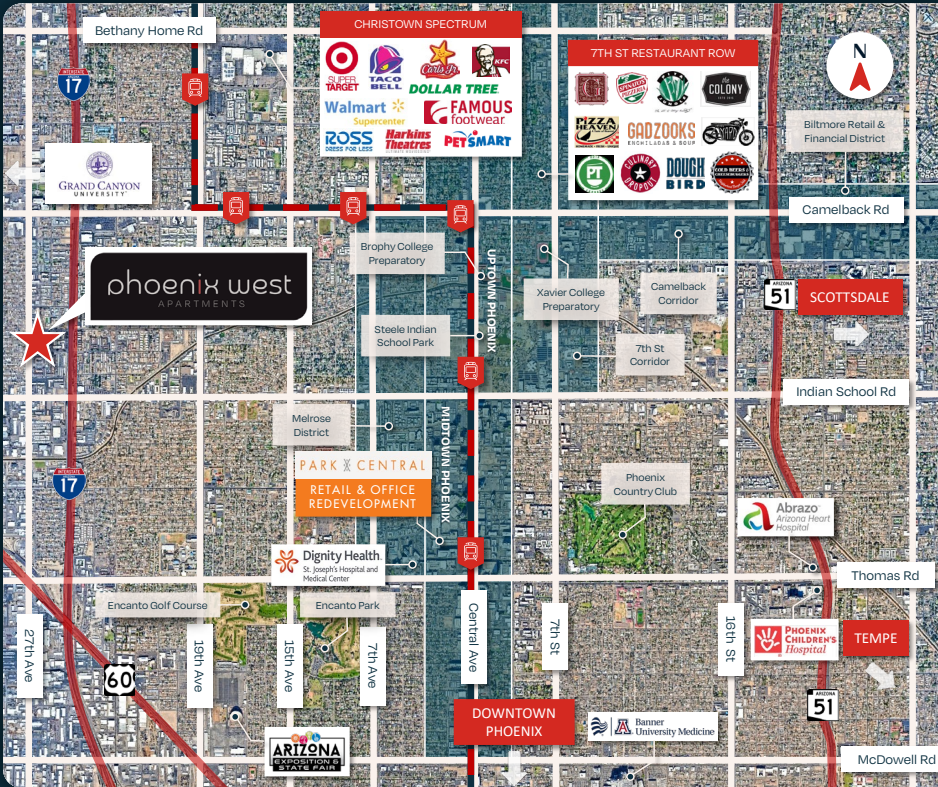 Bethany Home Rd
INTERSTATE
17
CHRISTOWN SPECTRUM
SUPER
TARGET
TACO
BELL
Carl's Jr.
KFC
DOLLAR TREE
Walmart
Supercenter
FAMOUS
footwear.
ROSS
DRESS FOR LESS
Harkins
Theatres
PETSMART
7TH ST RESTAURANT ROW
SPINATO'S
PIZZERIA
the
COLONY
PIZZA
HEAVEN
GADZOOKS
ENCHILADAS & SOUP
PT
CULINARY
DROPOUT
DOUGH
BIRD
COLD BEERS &
N
Biltmore Retail &
Financial District
GRAND CANYON
UNIVERSITY
Camelback Rd
phoenix west
APARTMENTS
Brophy College
Preparatory
UPTOWN PHOENIX
Xavier College
Preparatory
Camelback
Corridor
ARIZONA
51
SCOTTSDALE
Steele Indian
School Park
7th St
Corridor
Indian School Rd
Melrose
District
MIDTOWN PHOENIX
PARK CENTRAL
RETAIL & OFFICE
REDEVELOPMENT
INTERSTATE
17
Phoenix
Country Club
Abrazo
Arizona Heart
Hospital
Dignity Health.
St. Joseph's Hospital and
Medical Center
Thomas Rd
Encanto Golf Course
Encanto Park
27th Ave
19th Ave
15th Ave
7th Ave
Central Ave
7th St
16th St
PHOENIX
CHILDREN'S
Hospital
TEMPE
60
ARIZONA
51
DOWNTOWN
PHOENIX
Banner
University Medicine
ARIZONA
EXPOSITION &
STATE FAIR
McDowell Rd